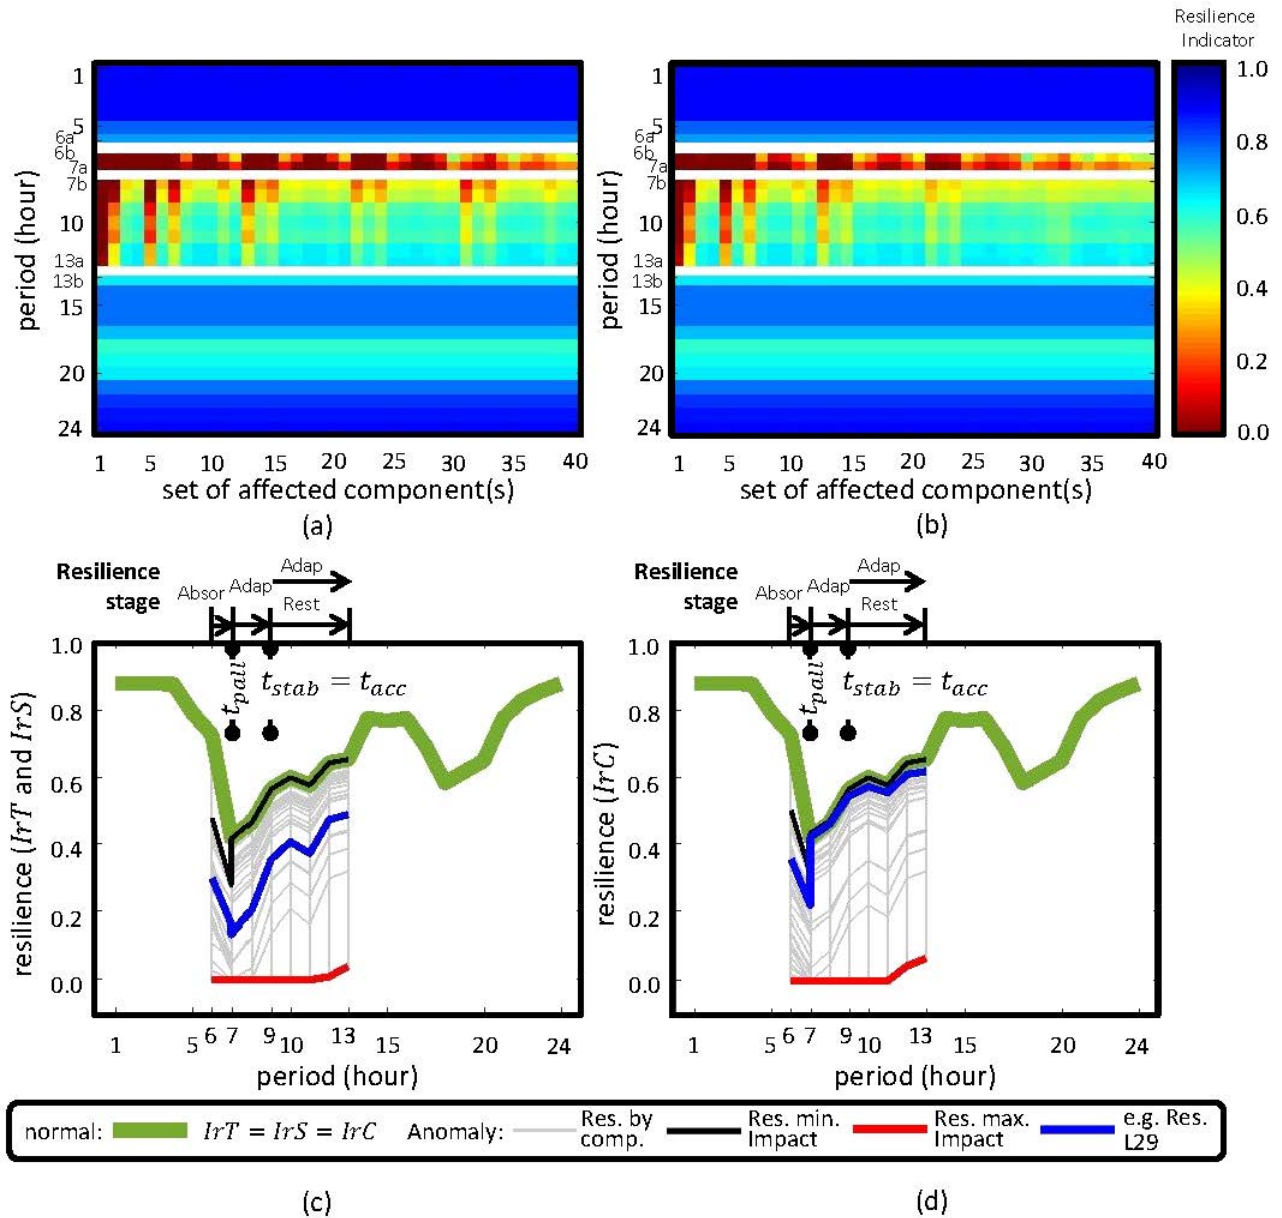 Resilience
Indicator
1
5
6a
6b
7a
7b
10
13a
13b
15
20
24
period (hour)
1 5 10 15 20 25 30 35 40
set of affected component(s)
(a)
1
5
6a
6b
7a
7b
10
13a
13b
15
20
24
period (hour)
1 5 10 15 20 25 30 35 40
set of affected component(s)
(b)
1.0
0.8
0.6
0.4
0.2
0.0
Resilience
stage
Absor
Adap
Adap
Rest
1.0
0.8
0.6
0.4
0.2
0.0
resilience (IrT and IrS)
t_pall
t_stab = t_acc
1 5 6 7 9 10 13 15 20 24
period (hour)
Resilience
stage
Absor
Adap
Adap
Rest
1.0
0.8
0.6
0.4
0.2
0.0
resilience (IrC)
t_pall
t_stab = t_acc
1 5 6 7 9 10 13 15 20 24
period (hour)
normal: IrT = IrS = IrC Anomaly:
Res. by
comp.
Res. min.
Impact
Res. max.
Impact
e.g. Res.
L29
(c)
(d)